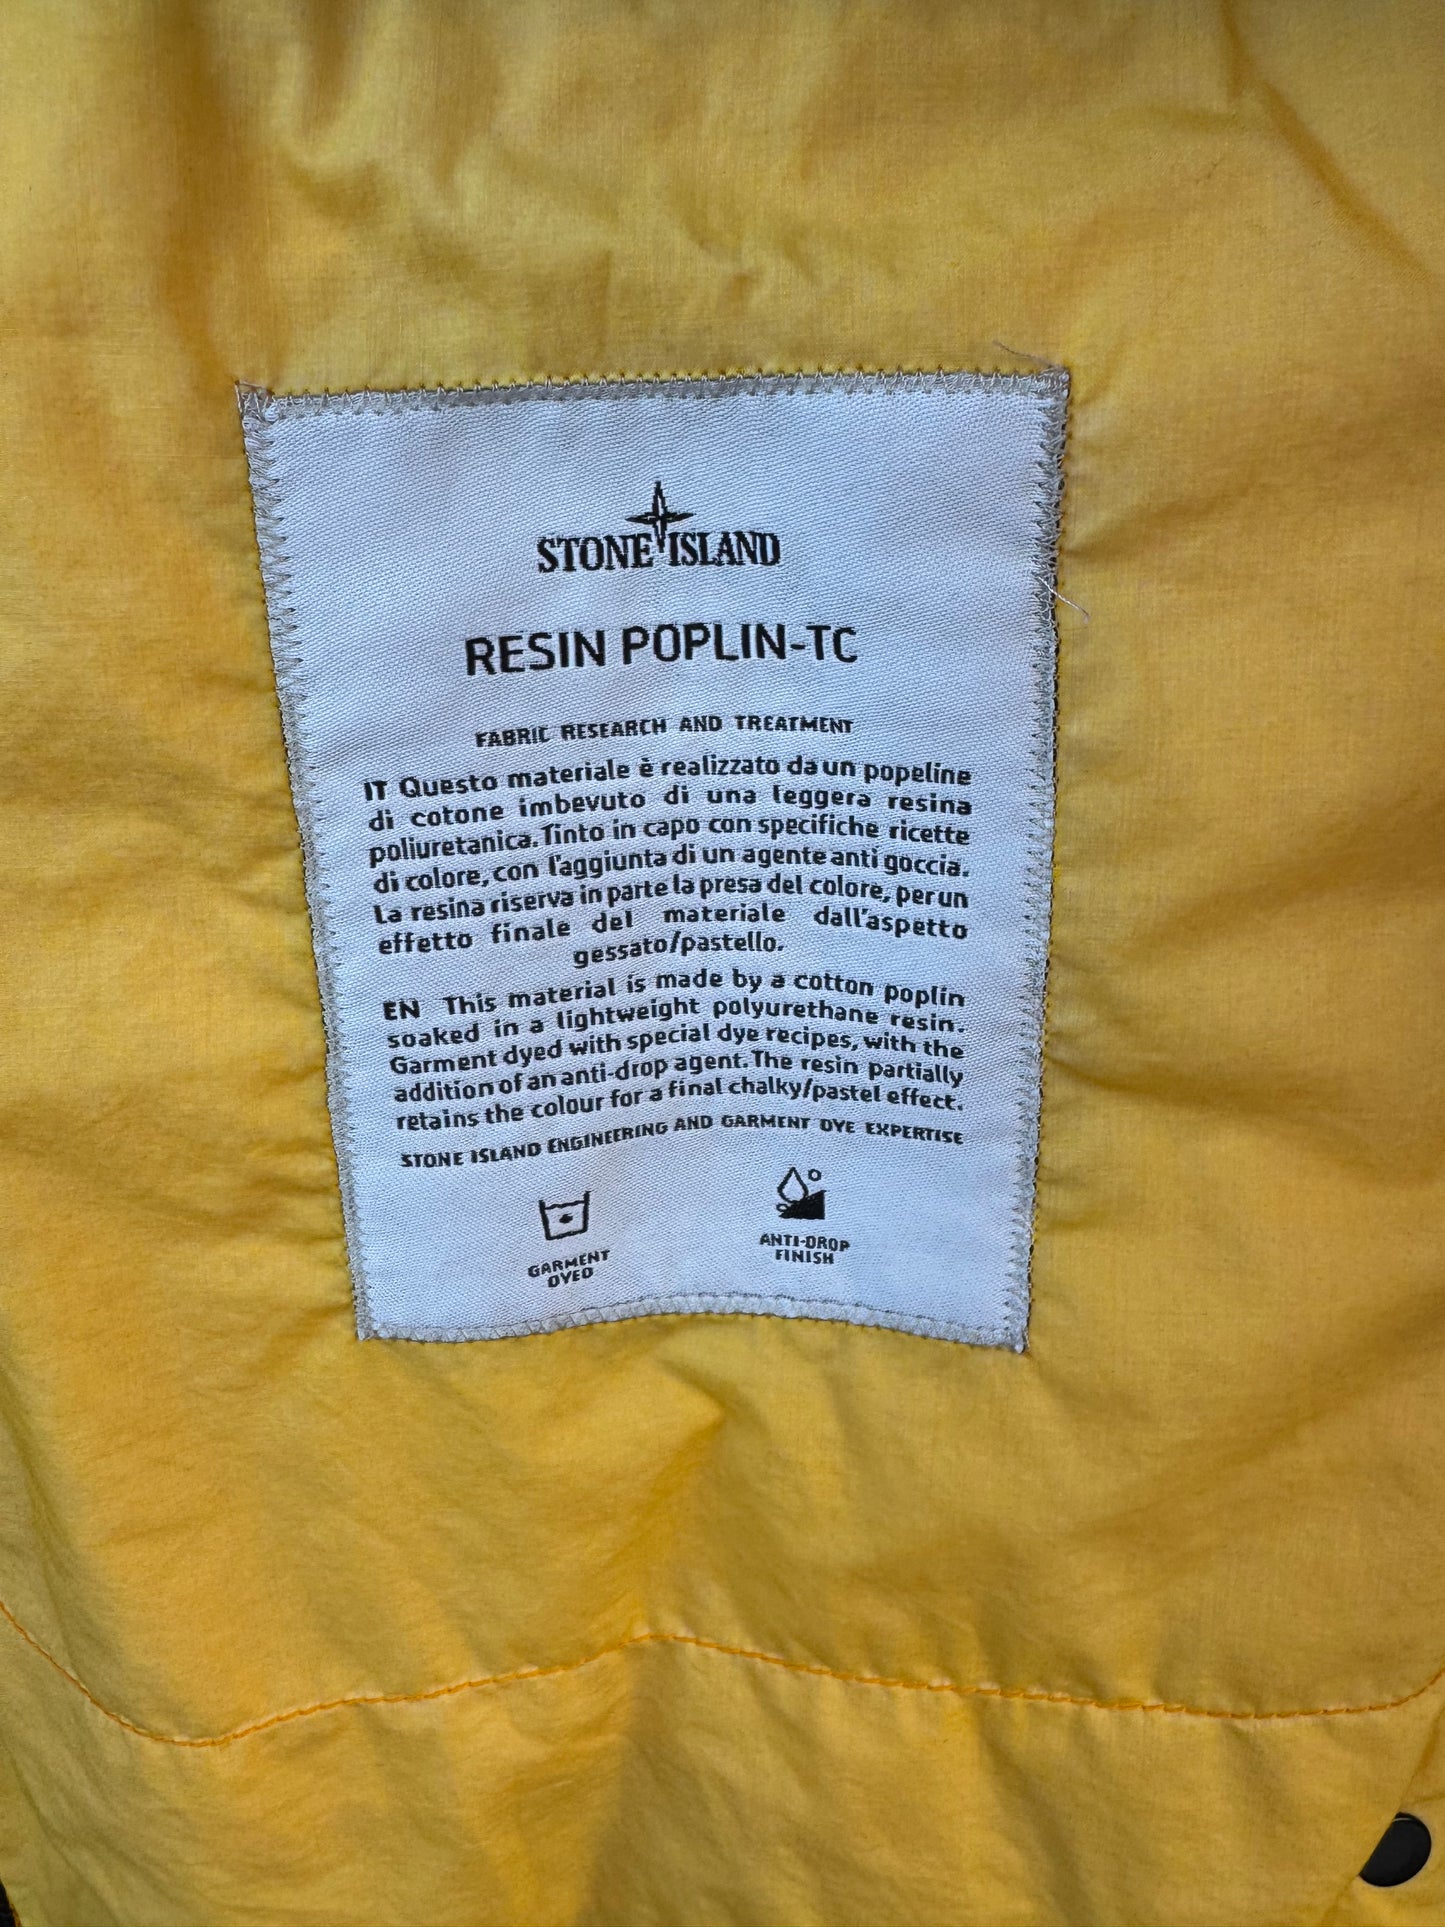 STONE ISLAND
RESIN POPLIN-TC
FABRIC RESEARCH AND TREATMENT
IT Questo materiale è realizzato da un popeline
di cotone imbevuto di una leggera resina
poliuretanica. Tinto in capo con specifiche ricette
di colore, con l'aggiunta di un agente anti goccia.
La resina riserva in parte la presa del colore, per un
effetto finale del materiale dall'aspetto
gessato/pastello.
EN This material is made by a cotton poplin
soaked in a lightweight polyurethane resin.
Garment dyed with special dye recipes, with the
addition of an anti-drop agent. The resin partially
retains the colour for a final chalky/pastel effect.
STONE ISLAND ENGINEERING AND GARMENT DYE EXPERTISE
GARMENT
DYED
ANTI-DROP
FINISH